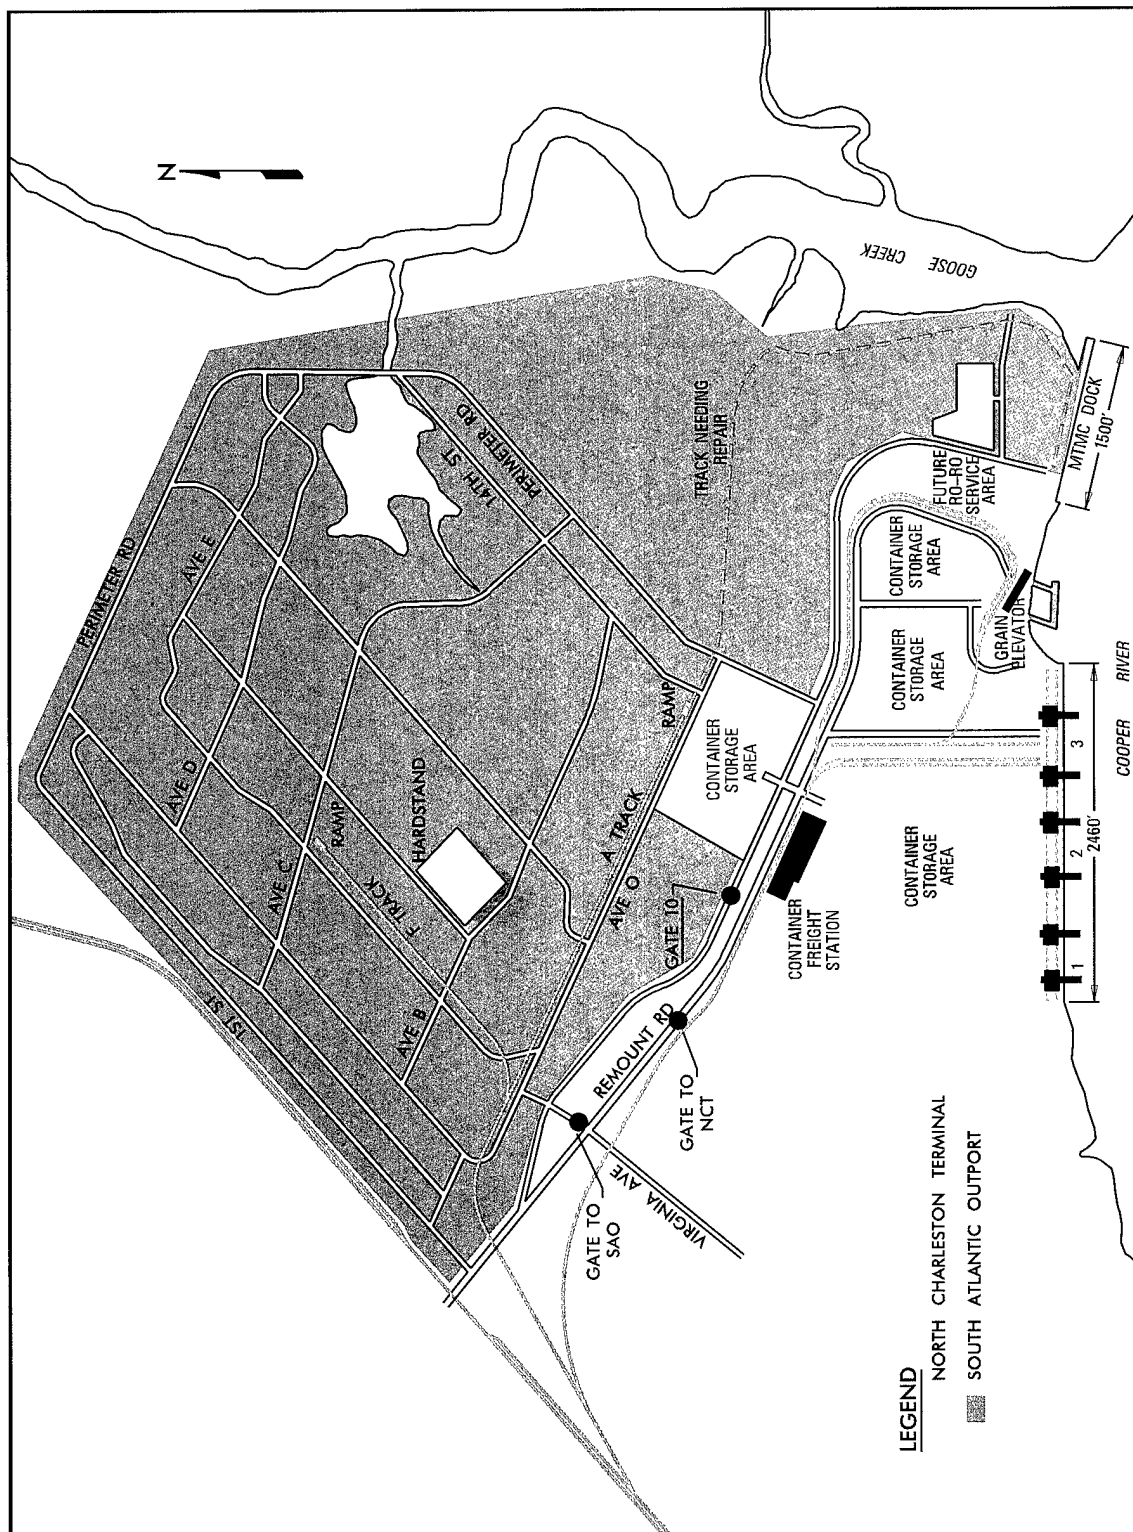 N
GOOSE CREEK
PERIMETER RD
AVE E
AVE D
AVE C
1ST ST
RAMP
F TRACK
HARDSTAND
AVE B
14TH ST
PERIMETER RD
TRACK NEEDING
REPAIR
A TRACK
AVE O
RAMP
GATE 10
REMOUNT RD
GATE TO
SAO
GATE TO
NCT
VIRGINIA AVE
CONTAINER
STORAGE
AREA
CONTAINER
FREIGHT
STATION
CONTAINER
STORAGE
AREA
CONTAINER
STORAGE
AREA
CONTAINER
STORAGE
AREA
FUTURE
RO-RO
SERVICE
AREA
GRAIN
ELEVATOR
MTMC DOCK
1500'
1
2
3
2460'
COOPER RIVER
LEGEND
NORTH CHARLESTON TERMINAL
SOUTH ATLANTIC OUTPORT